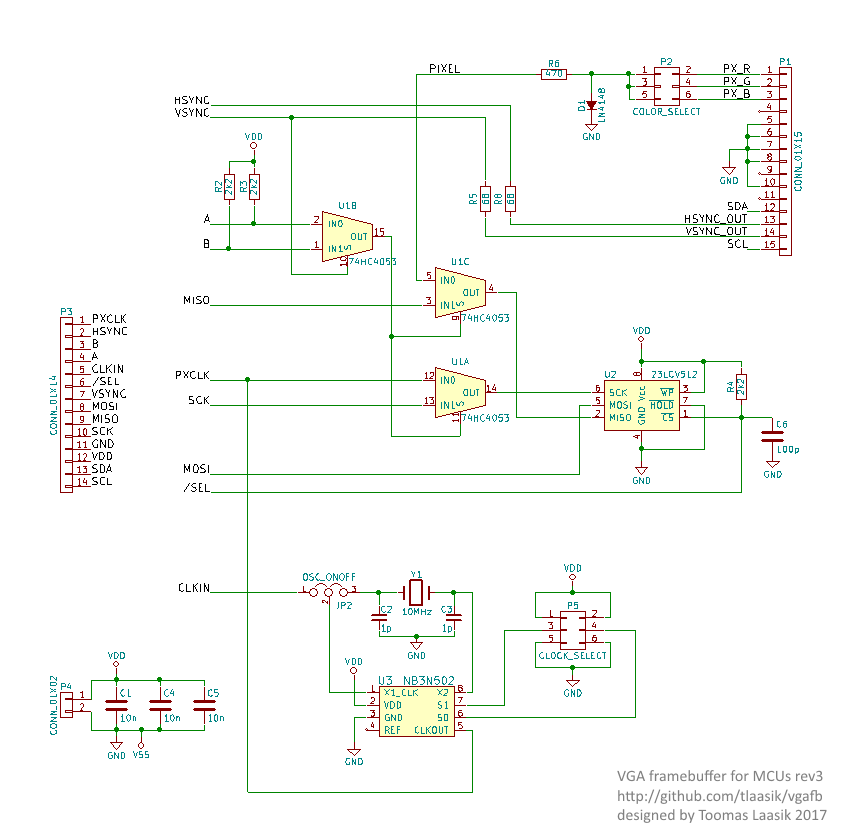 PIXEL
R6
470
P2
1 2
3 4
5 6
COLOR_SELECT
D1
LN4148
GND
PX_R
PX_G
PX_B
P1
1
2
3
4
5
6
7
8
9
10
11
12
13
14
15
CONN_01X15
GND
SDA
HSYNC_OUT
VSYNC_OUT
SCL
HSYNC
VSYNC
R5
68
R8
68
VDD
R2
2k2
R3
2k2
A
B
U1B
2
1
IN0
IN1
S
OUT
15
10
74HC4053
MISO
U1C
5
3
IN0
IN1
S
OUT
4
9
74HC4053
PXCLK
SCK
U1A
12
13
IN0
IN1
S
OUT
14
11
74HC4053
MOSI
/SEL
P3
CONN_01X14
1 PXCLK
2 HSYNC
3 B
4 A
5 CLKIN
6 /SEL
7 VSYNC
8 MOSI
9 MISO
10 SCK
11 GND
12 VDD
13 SDA
14 SCL
VDD
U2
23LCV512
8
6 SCK
5 MOSI
2 MISO
Vcc
GND
WP 3
HOLD 7
CS 1
4
GND
R4
2k2
C6
100p
GND
CLKIN
OSC_ONOFF
1
2
3
JP2
Y1
10MHz
C2
1p
C3
1p
GND
VDD
U3
NB3N502
1 X1_CLK
2 VDD
3 GND
4 REF
X2 8
S1 7
S0 6
CLKOUT 5
GND
VDD
P5
1 2
3 4
5 6
CLOCK_SELECT
GND
VDD
P4
CONN_01X02
1
2
C1
10n
C4
10n
C5
10n
GND
VSS
VGA framebuffer for MCUs rev3
http://github.com/tlaasik/vgafb
designed by Toomas Laasik 2017